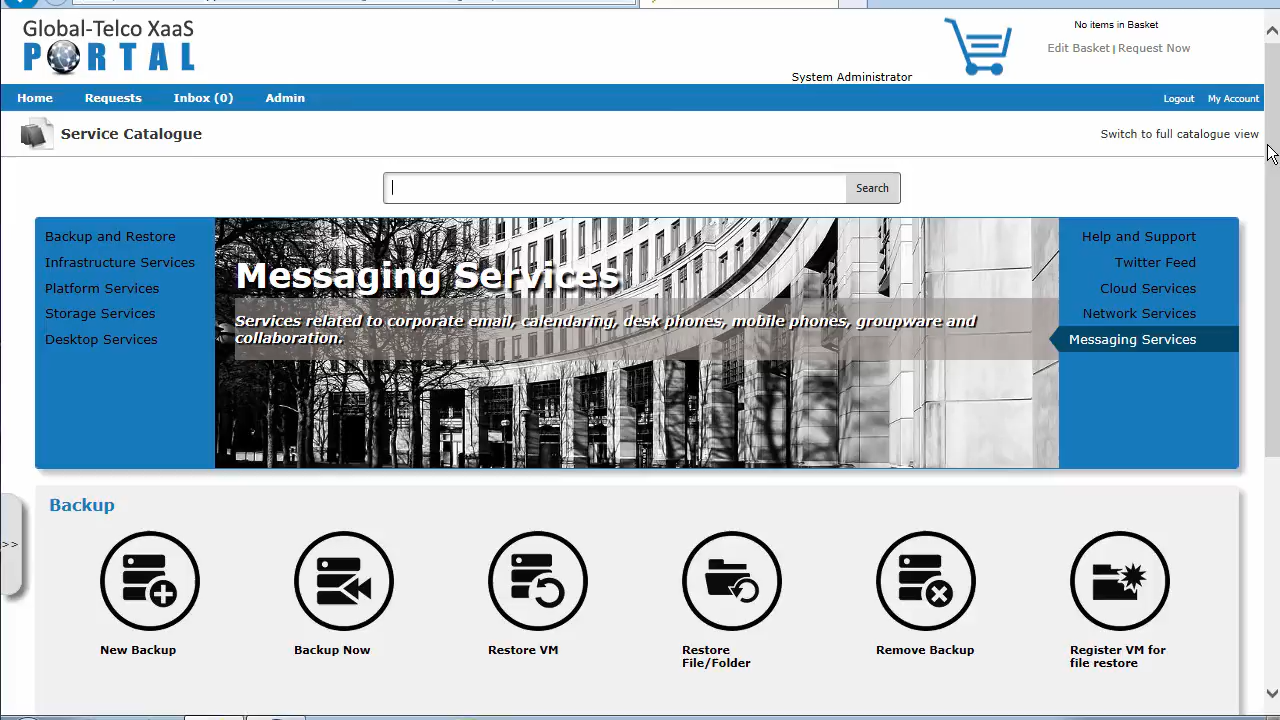 Global-Telco XaaS
PORTAL
No items in Basket
Edit Basket | Request Now
System Administrator
Home Requests Inbox (0) Admin Logout My Account
Service Catalogue
Switch to full catalogue view
Search
Backup and Restore
Infrastructure Services
Platform Services
Storage Services
Desktop Services
Messaging Services
Services related to corporate email, calendaring, desk phones, mobile phones, groupware and
collaboration.
Help and Support
Twitter Feed
Cloud Services
Network Services
Messaging Services
Backup
>>
New Backup
Backup Now
Restore VM
Restore
File/Folder
Remove Backup
Register VM for
file restore